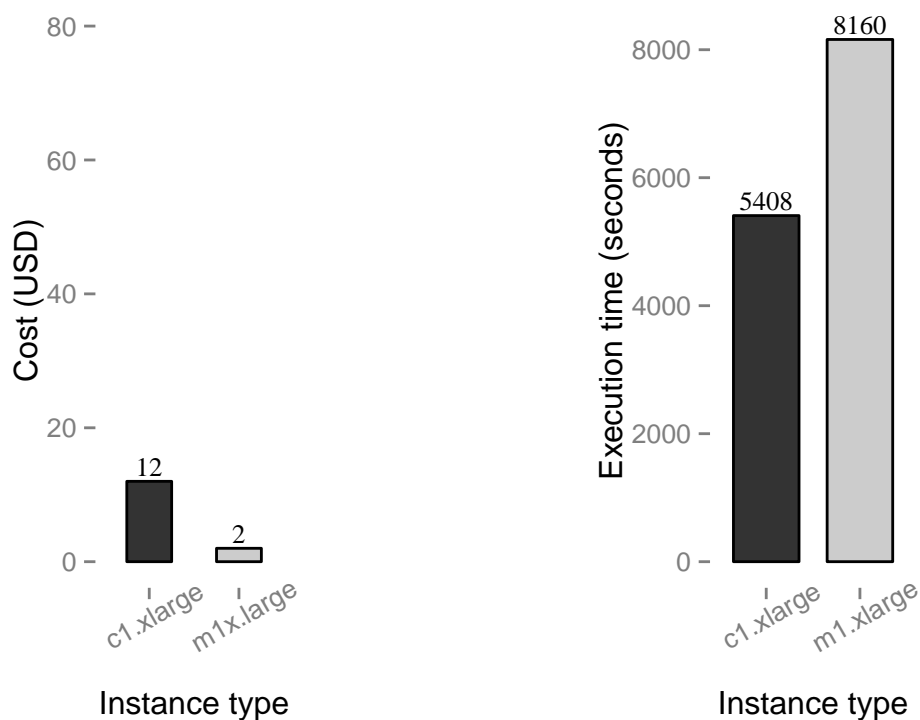 Cost (USD)
80
60
40
20
0
12
2
c1.xlarge
m1x.large
Instance type
Execution time (seconds)
8000
6000
4000
2000
0
5408
8160
c1.xlarge
m1.xlarge
Instance type